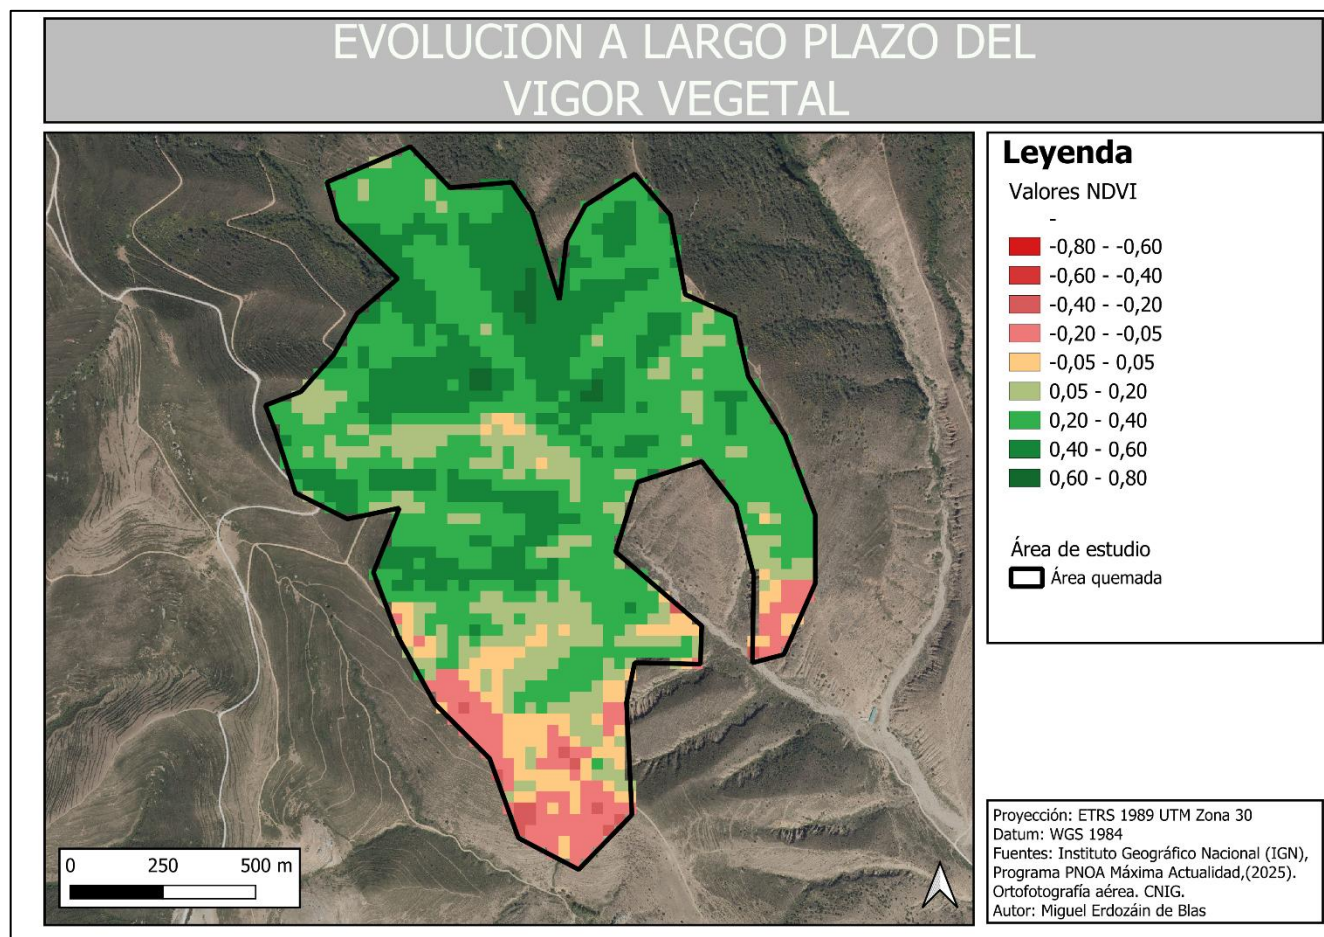 EVOLUCION A LARGO PLAZO DEL
VIGOR VEGETAL
Leyenda
Valores NDVI
-
-0,80 - -0,60
-0,60 - -0,40
-0,40 - -0,20
-0,20 - -0,05
-0,05 - 0,05
0,05 - 0,20
0,20 - 0,40
0,40 - 0,60
0,60 - 0,80
Área de estudio
Área quemada
0 250 500 m
Proyección: ETRS 1989 UTM Zona 30
Datum: WGS 1984
Fuentes: Instituto Geográfico Nacional (IGN),
Programa PNOA Máxima Actualidad,(2025).
Ortofotografía aérea. CNIG.
Autor: Miguel Erdozáin de Blas